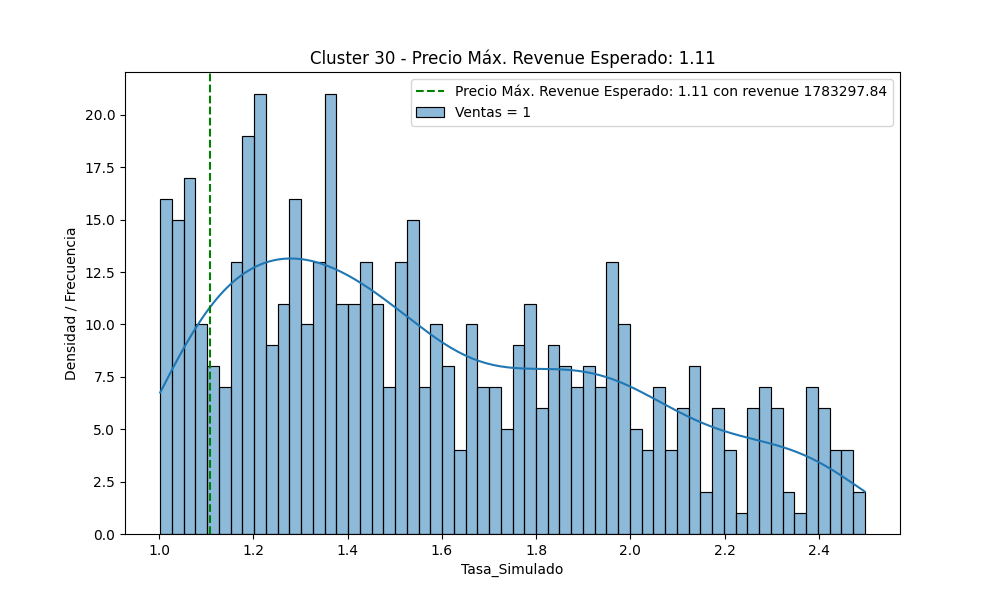 Cluster 30 - Precio Máx. Revenue Esperado: 1.11
Precio Máx. Revenue Esperado: 1.11 con revenue 1783297.84
Ventas = 1
Densidad / Frecuencia
20.0
17.5
15.0
12.5
10.0
7.5
5.0
2.5
0.0
1.0 1.2 1.4 1.6 1.8 2.0 2.2 2.4
Tasa_Simulado